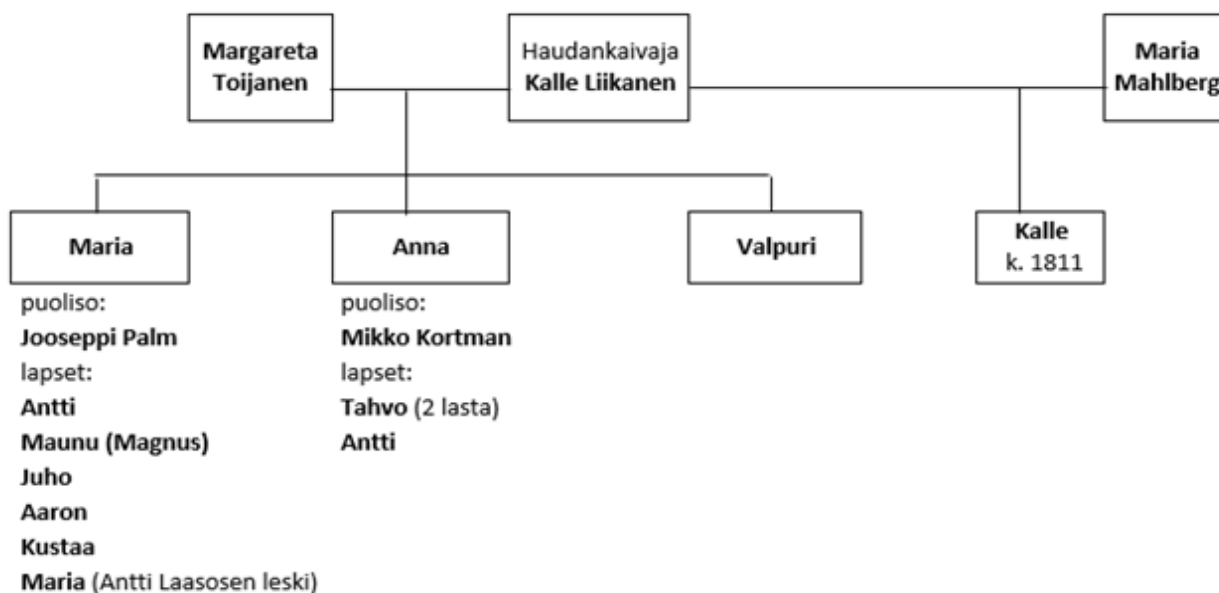 Margareta
Toijanen
Haudankaivaja
Kalle Liikanen
Maria
Mahlberg
Maria
Anna
Valpuri
Kalle
k. 1811
puoliso:
Jooseppi Palm
lapset:
Antti
Maunu (Magnus)
Juho
Aaron
Kustaa
Maria (Antti Laasosen leski)
puoliso:
Mikko Kortman
lapset:
Tahvo (2 lasta)
Antti